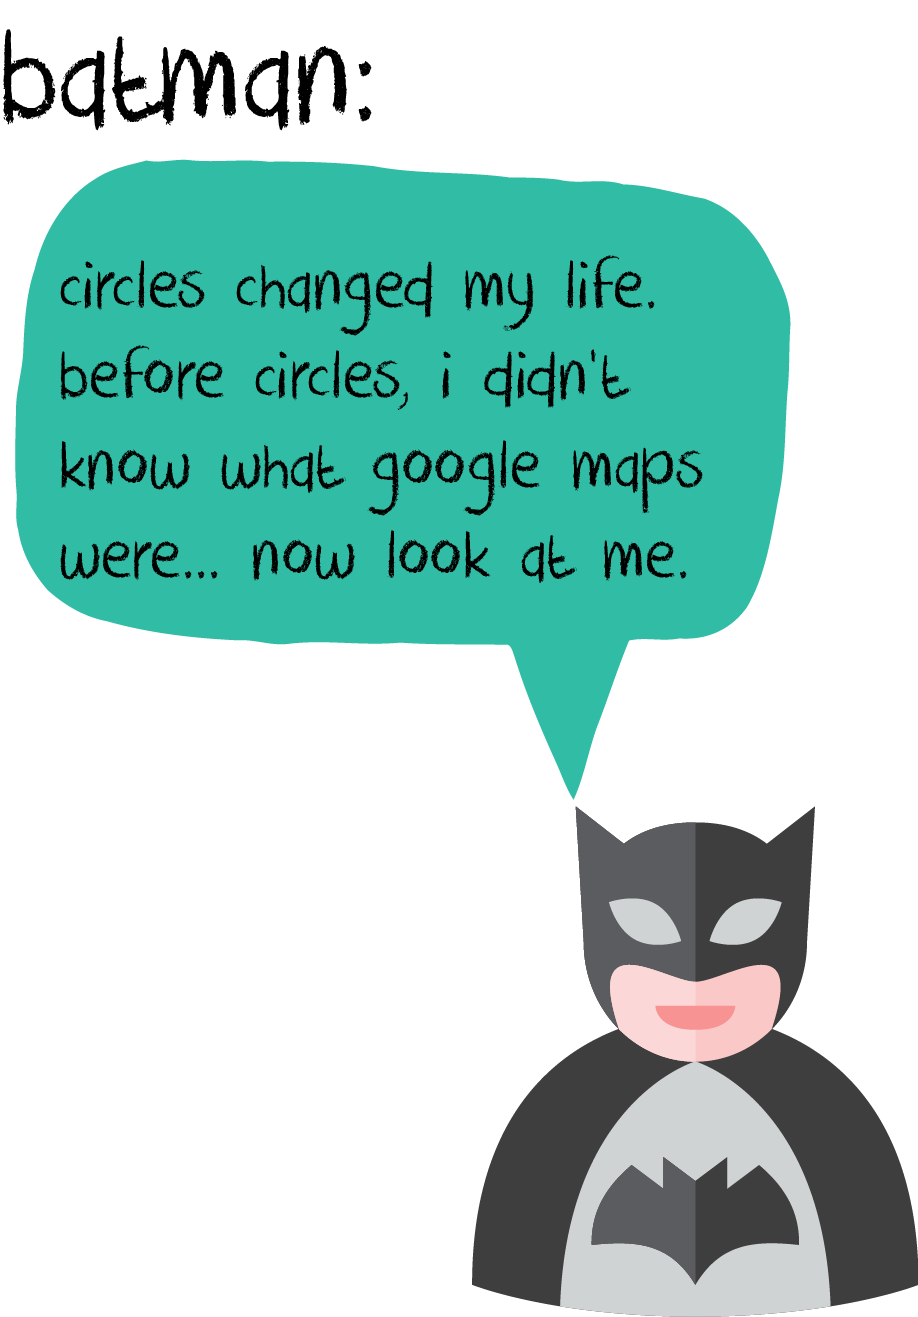 batman:
circles changed my life.
before circles, i didn't
know what google maps
were... now look at me.